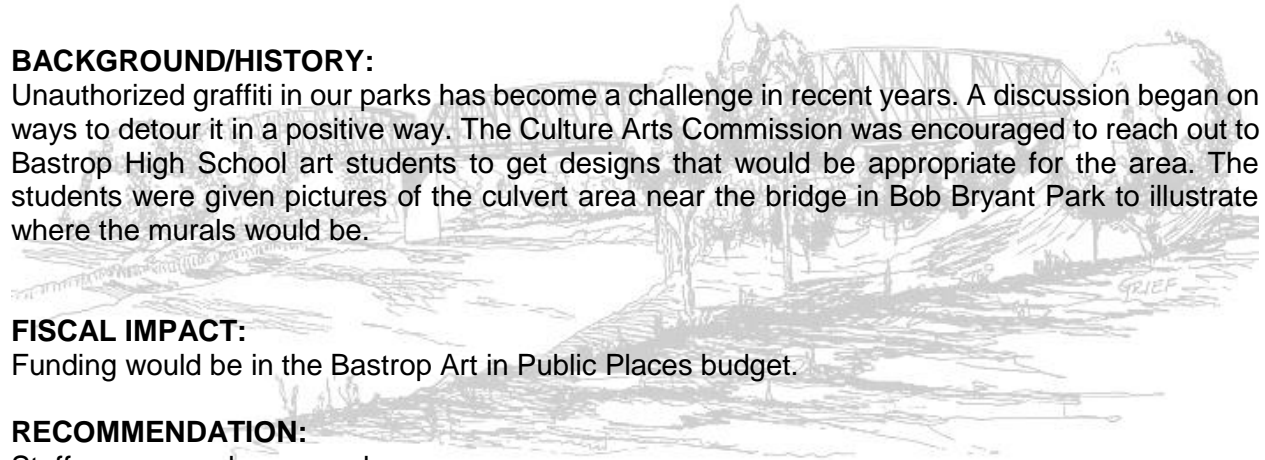 BACKGROUND/HISTORY:
Unauthorized graffiti in our parks has become a challenge in recent years. A discussion began on
ways to detour it in a positive way. The Culture Arts Commission was encouraged to reach out to
Bastrop High School art students to get designs that would be appropriate for the area. The
students were given pictures of the culvert area near the bridge in Bob Bryant Park to illustrate
where the murals would be.
GRIEF
FISCAL IMPACT:
Funding would be in the Bastrop Art in Public Places budget.
RECOMMENDATION:
Staff